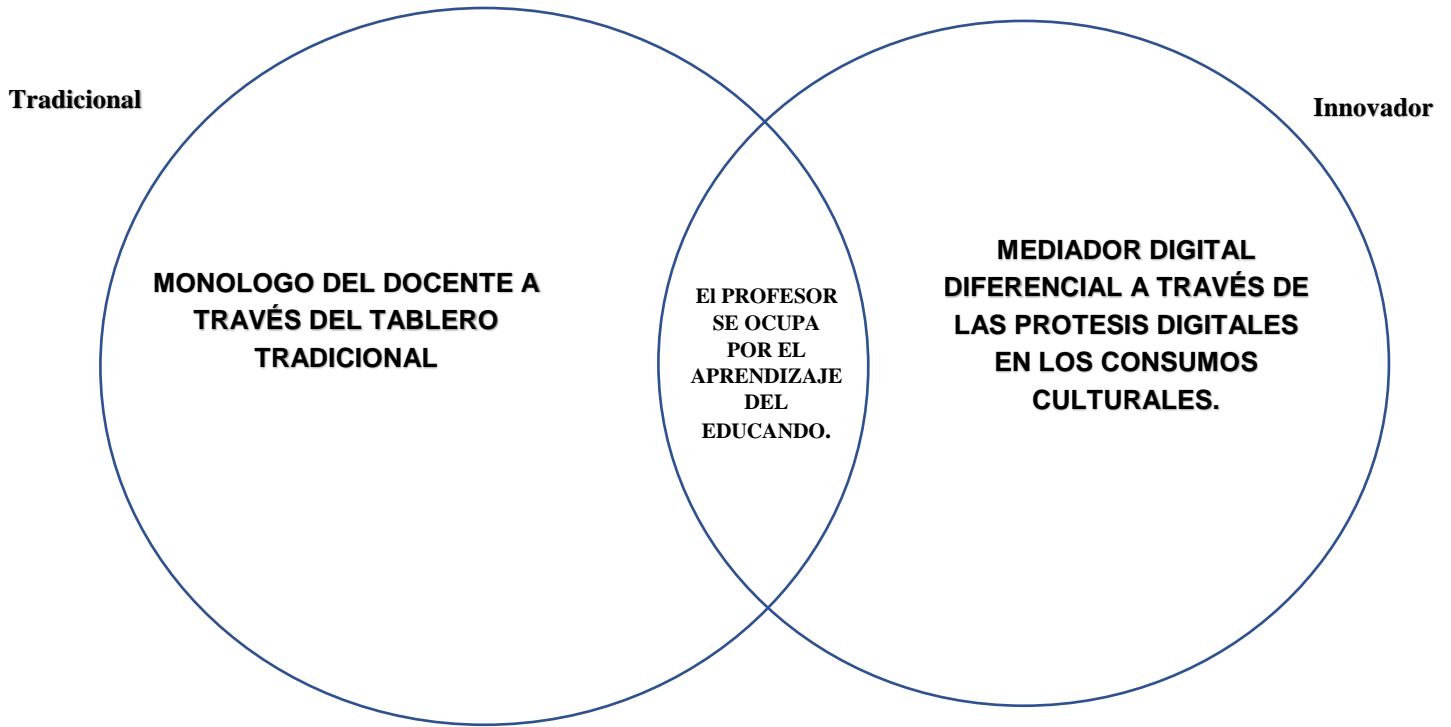 Tradicional
Innovador
MONOLOGO DEL DOCENTE A
TRAVÉS DEL TABLERO
TRADICIONAL
El PROFESOR
SE OCUPA
POR EL
APRENDIZAJE
DEL
EDUCANDO.
MEDIADOR DIGITAL
DIFERENCIAL A TRAVÉS DE
LAS PROTESIS DIGITALES
EN LOS CONSUMOS
CULTURALES.